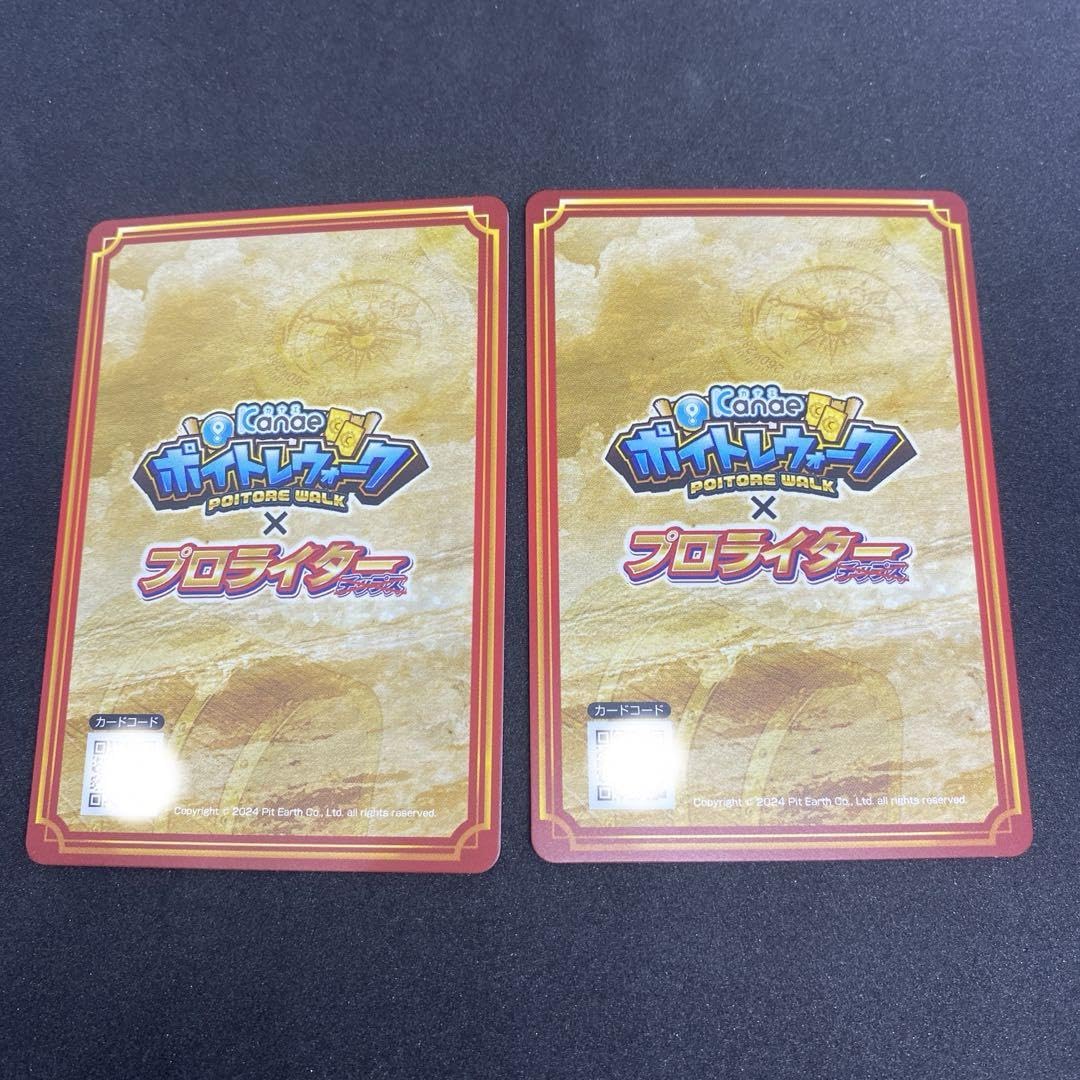 カナエ
Kanae
ポイトレウォーク
POITORE WALK
×
プロライター
チップス
カードコード
Copyright © 2024 Pit Earth Co., Ltd. all rights reserved.
Kanae
ポイトレウォーク
POITORE WALK
×
プロライター
チップス
カードコード
Copyright © 2024 Pit Earth Co., Ltd. all rights reserved.